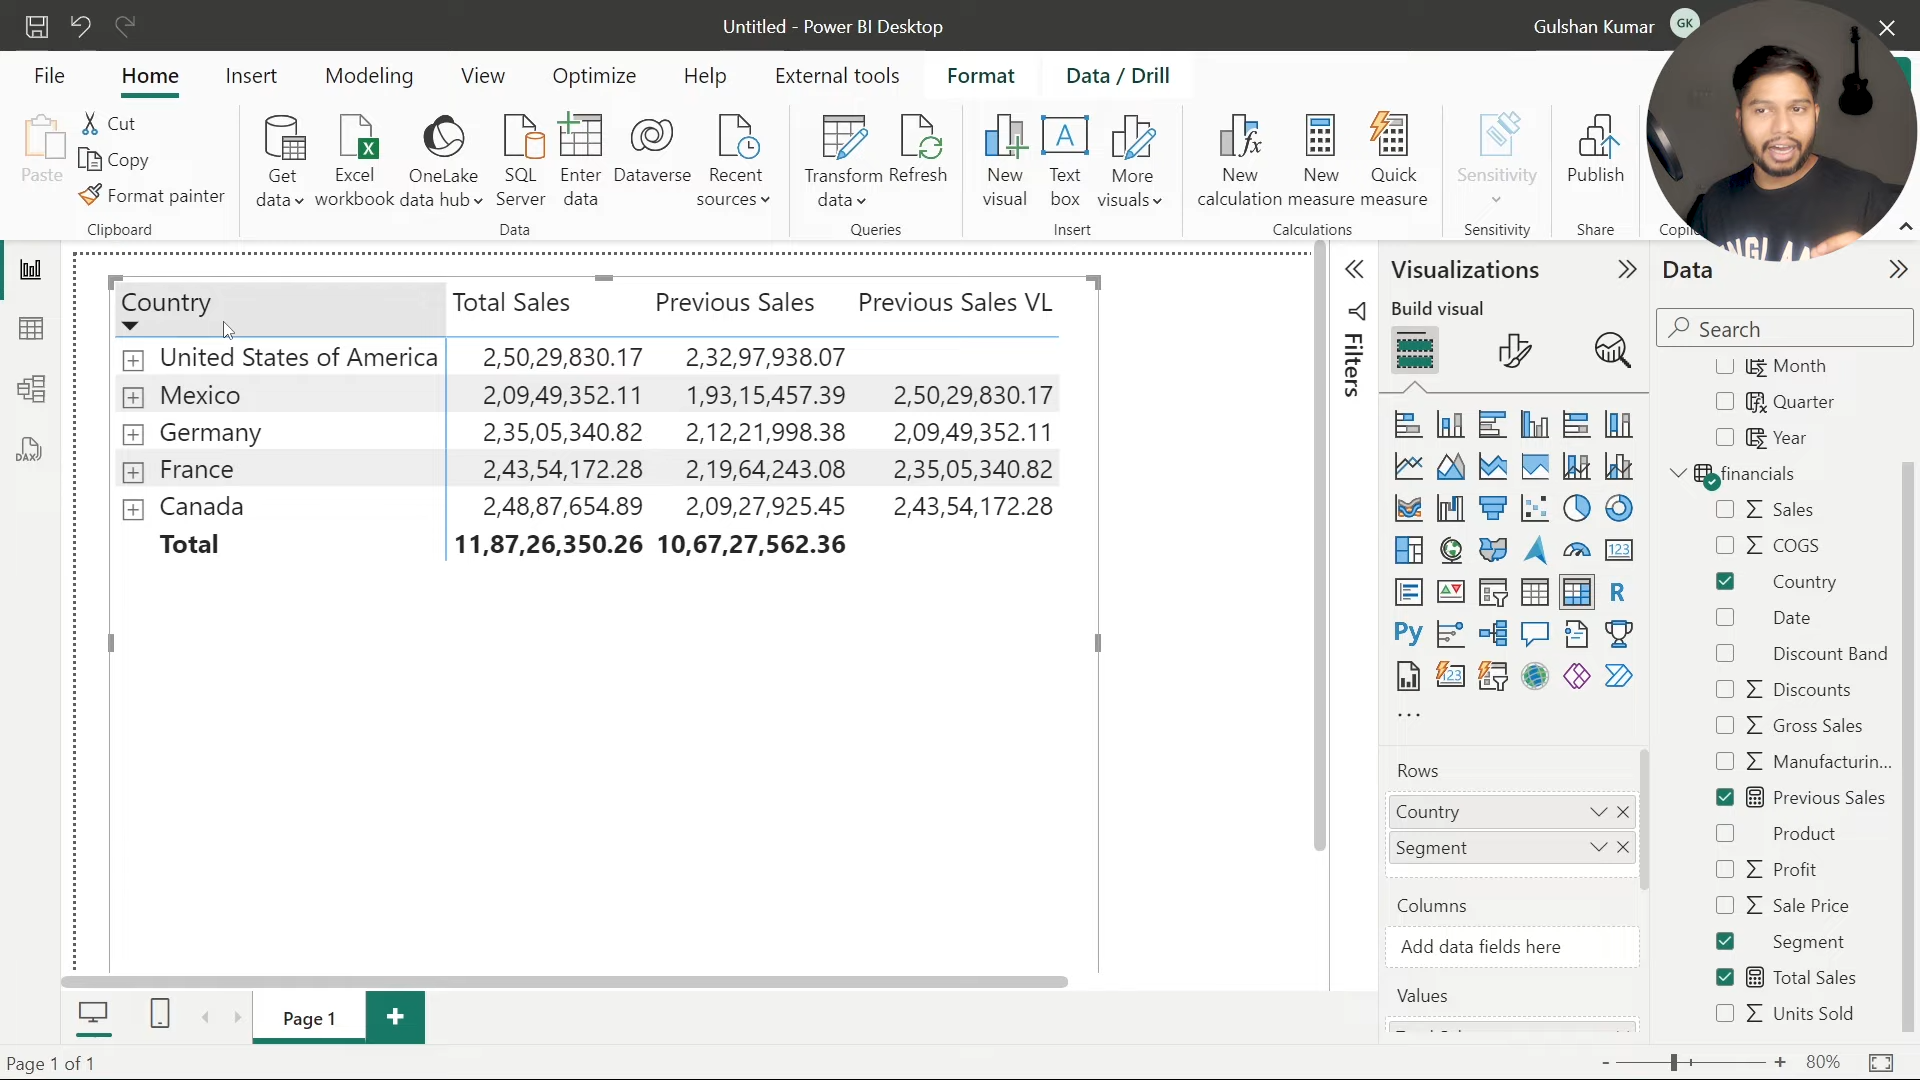 Untitled - Power BI Desktop
Gulshan Kumar
GK
File
Home
Insert
Modeling
View
Optimize
Help
External tools
Format
Data / Drill
Paste
Cut
Copy
Format painter
Clipboard
Get
data
Excel
workbook
OneLake
data hub
SQL
Server
Enter
data
Dataverse
Recent
sources
Data
Transform
data
Refresh
Queries
New
visual
Text
box
More
visuals
Insert
New
calculation
New
measure
Quick
measure
Calculations
Sensitivity
Sensitivity
Publish
Share
Country
Total Sales
Previous Sales
Previous Sales VL
United States of America 2,50,29,830.17 2,32,97,938.07
Mexico 2,09,49,352.11 1,93,15,457.39 2,50,29,830.17
Germany 2,35,05,340.82 2,12,21,998.38 2,09,49,352.11
France 2,43,54,172.28 2,19,64,243.08 2,35,05,340.82
Canada 2,48,87,654.89 2,09,27,925.45 2,43,54,172.28
Total 11,87,26,350.26 10,67,27,562.36
Filters
Visualizations
Build visual
123
R
Py
123
...
Rows
Country
Segment
Columns
Add data fields here
Values
Data
Search
Month
Quarter
Year
financials
Sales
COGS
Country
Date
Discount Band
Discounts
Gross Sales
Manufacturin...
Previous Sales
Product
Profit
Sale Price
Segment
Total Sales
Units Sold
DAX
Page 1
Page 1 of 1
80%